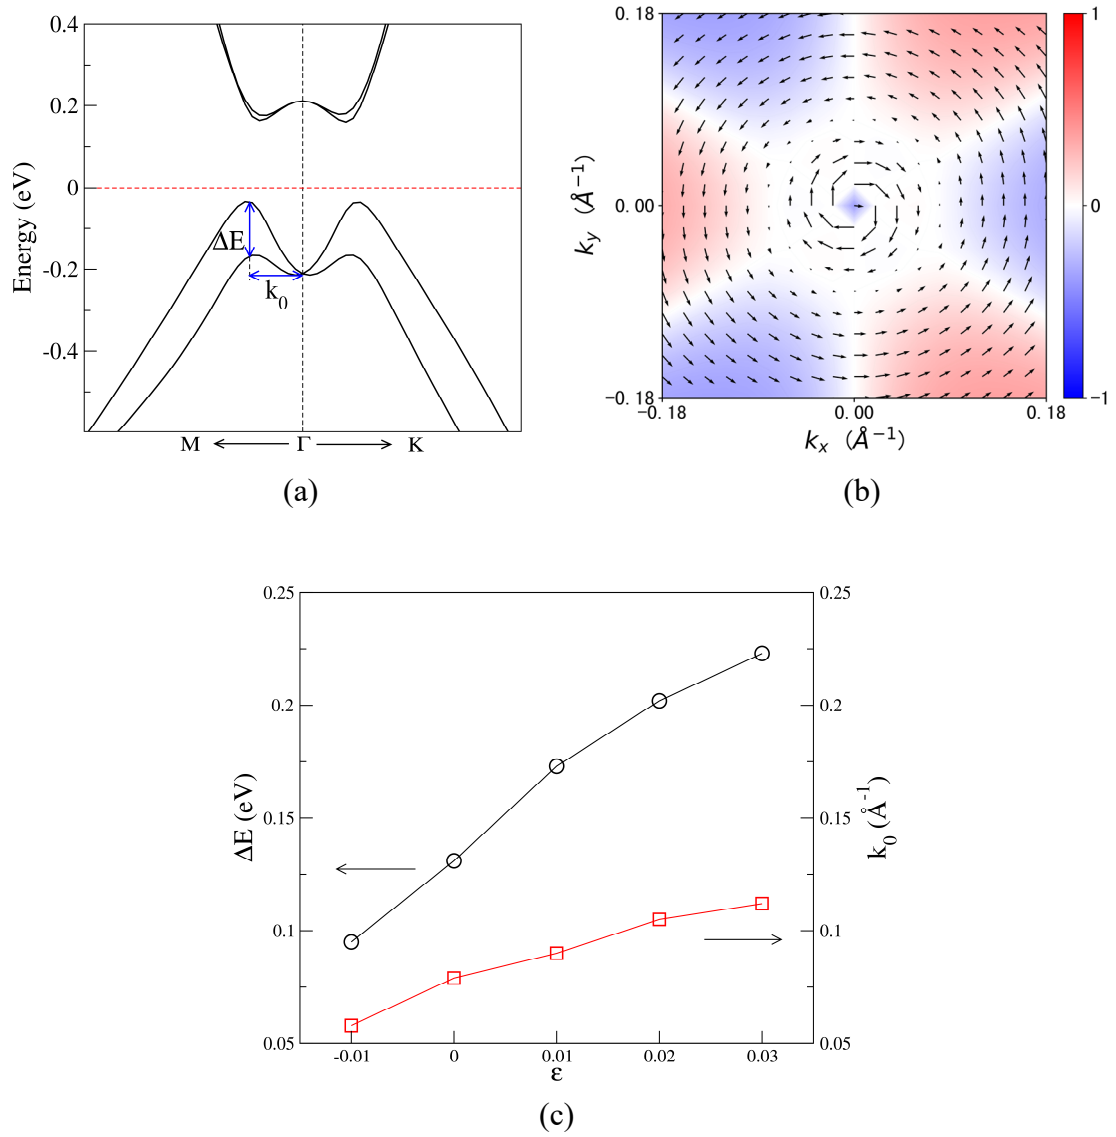 0.4
0.2
0
-0.2
-0.4
Energy (eV)
ΔE
k0
M
Γ
K
(a)
0.18
0.00
-0.18
ky (Å⁻¹)
-0.18
0.00
0.18
kx (Å⁻¹)
1
0
-1
(b)
0.25
0.2
0.15
0.1
0.05
ΔE (eV)
0.25
0.2
0.15
0.1
0.05
k0 (Å⁻¹)
-0.01
0
0.01
0.02
0.03
ε
(c)